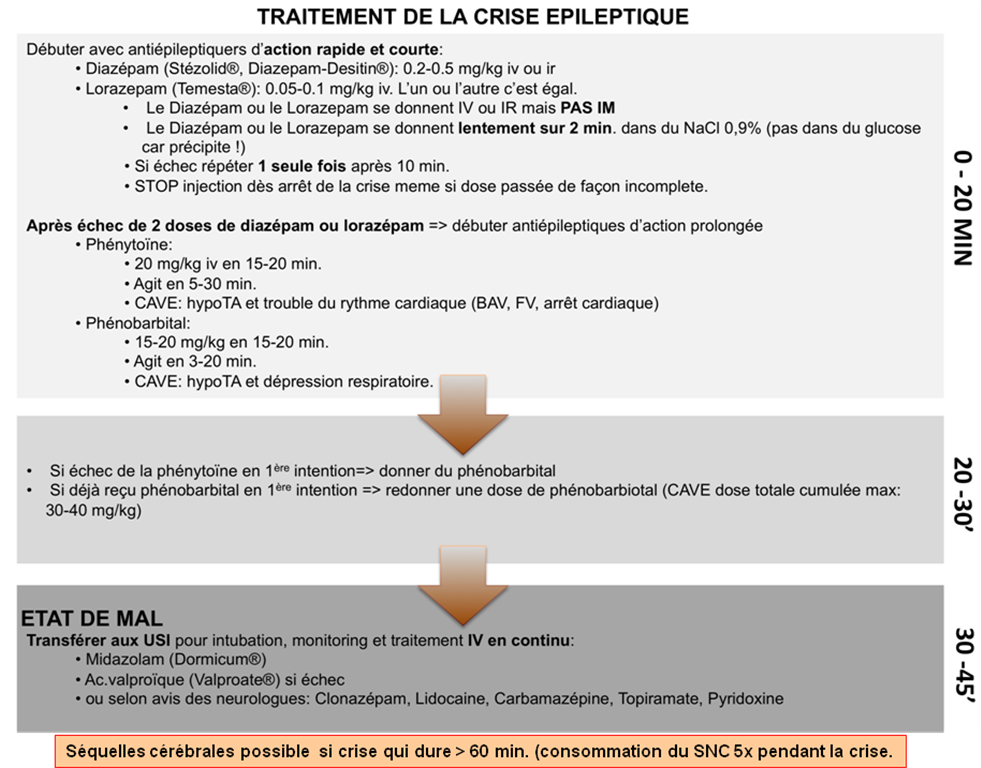 TRAITEMENT DE LA CRISE EPILEPTIQUE
Débuter avec antiépileptiquers d’action rapide et courte:
• Diazépam (Stézolid®, Diazepam-Desitin®): 0.2-0.5 mg/kg iv ou ir
• Lorazepam (Temesta®): 0.05-0.1 mg/kg iv. L’un ou l’autre c’est égal.
• Le Diazépam ou le Lorazepam se donnent IV ou IR mais PAS IM
• Le Diazépam ou le Lorazepam se donnent lentement sur 2 min. dans du NaCl 0,9% (pas dans du glucose
car précipite !)
• Si échec répéter 1 seule fois après 10 min.
• STOP injection dès arrêt de la crise meme si dose passée de façon incomplete.
Après échec de 2 doses de diazépam ou lorazépam => débuter antiépileptiques d’action prolongée
• Phénytoïne:
• 20 mg/kg iv en 15-20 min.
• Agit en 5-30 min.
• CAVE: hypoTA et trouble du rythme cardiaque (BAV, FV, arrêt cardiaque)
• Phénobarbital:
• 15-20 mg/kg en 15-20 min.
• Agit en 3-20 min.
• CAVE: hypoTA et dépression respiratoire.
0 - 20 MIN
• Si échec de la phénytoïne en 1ère intention=> donner du phénobarbital
• Si déjà reçu phénobarbital en 1ère intention => redonner une dose de phénobarbiotal (CAVE dose totale cumulée max:
30-40 mg/kg)
20 -30’
ETAT DE MAL
Transférer aux USI pour intubation, monitoring et traitement IV en continu:
• Midazolam (Dormicum®)
• Ac.valproïque (Valproate®) si échec
• ou selon avis des neurologues: Clonazépam, Lidocaine, Carbamazépine, Topiramate, Pyridoxine
30 -45’
Séquelles cérébrales possible si crise qui dure > 60 min. (consommation du SNC 5x pendant la crise.